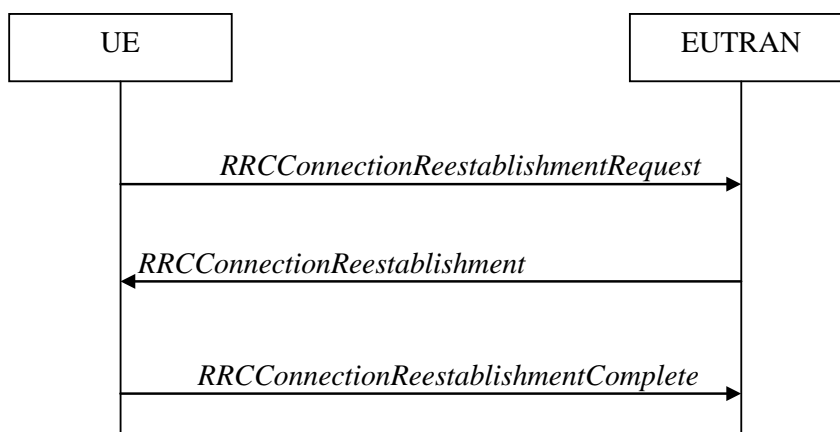 UE
EUTRAN
RRCConnectionReestablishmentRequest
RRCConnectionReestablishment
RRCConnectionReestablishmentComplete